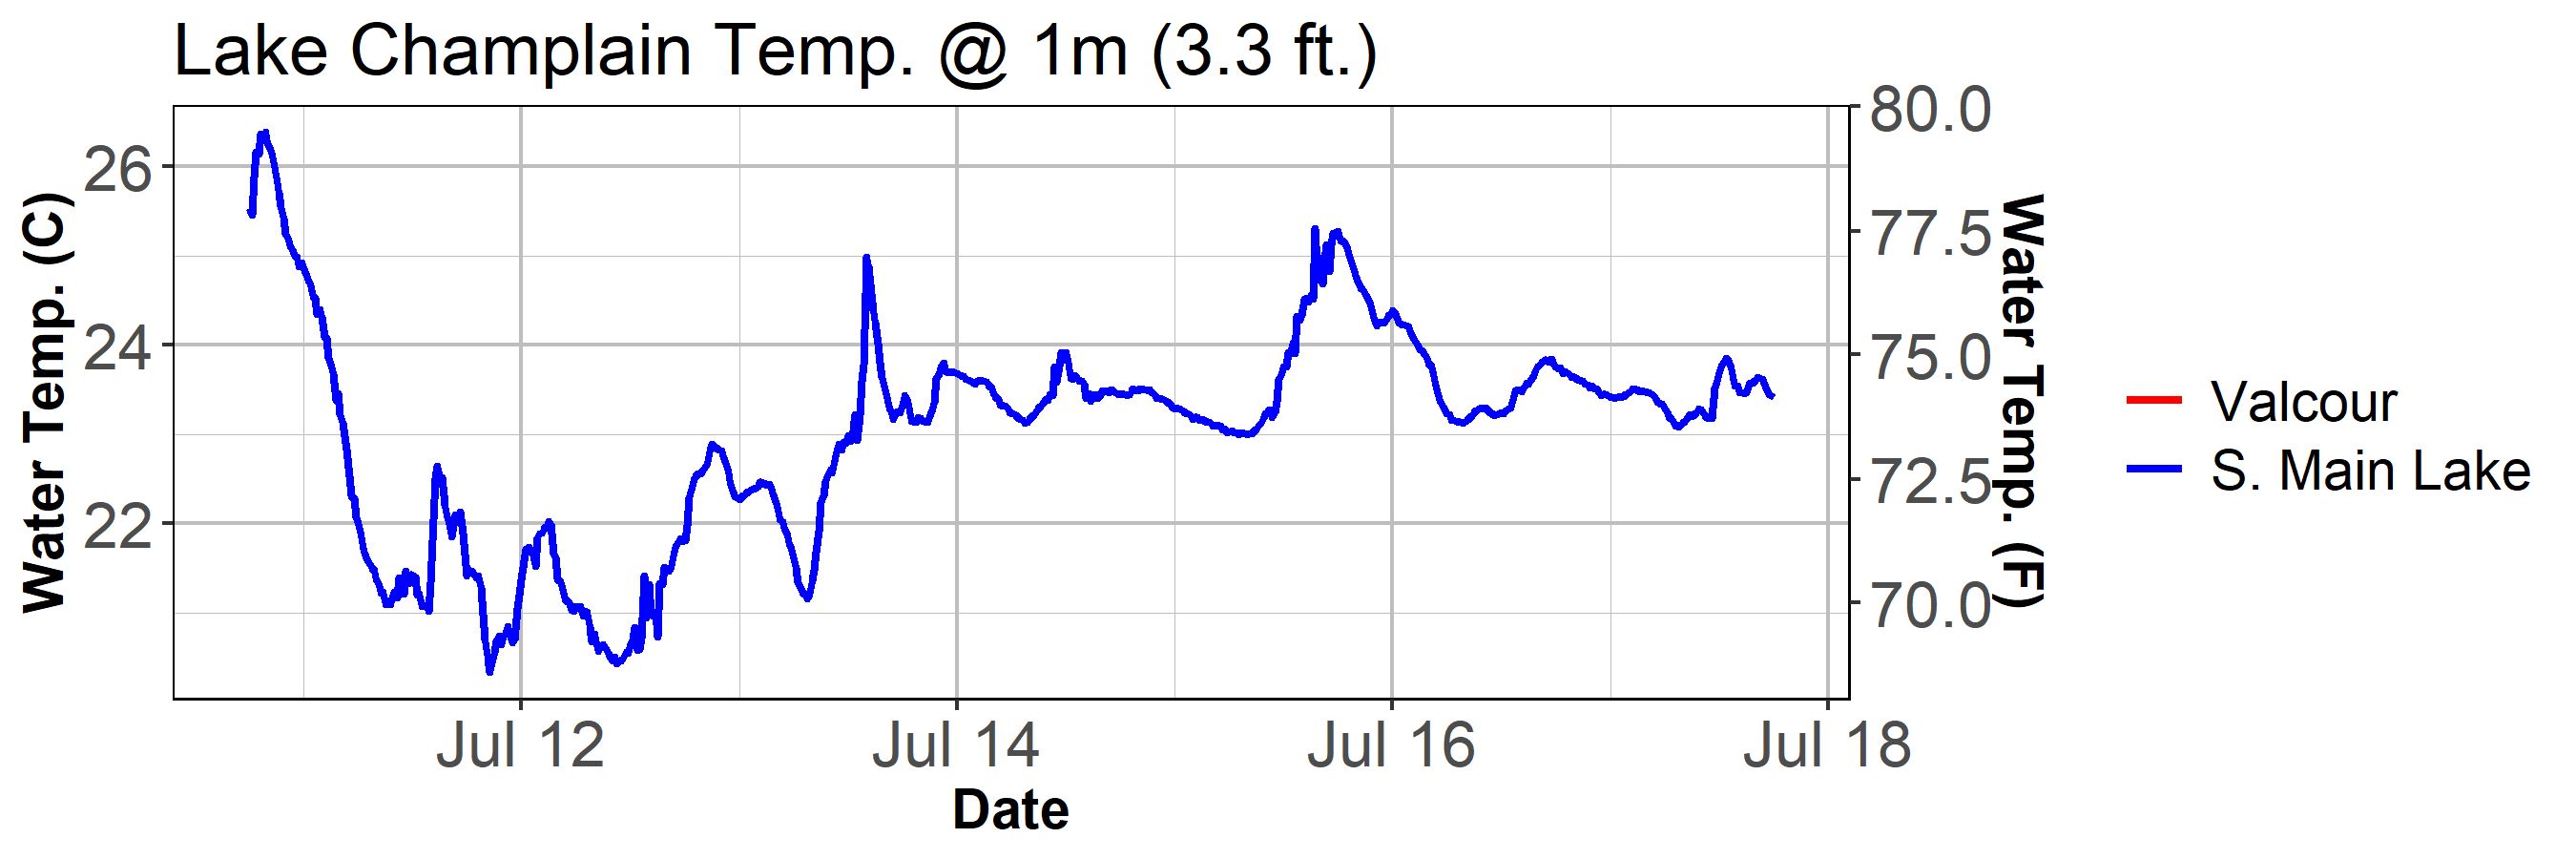 Lake Champlain Temp. @ 1m (3.3 ft.)
Water Temp. (C)
26
24
22
80.0
77.5
75.0
72.5
70.0
Water Temp. (F)
Jul 12
Jul 14
Jul 16
Jul 18
Date
Valcour
S. Main Lake